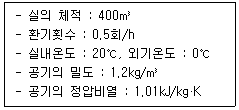 - 실의 체적 : 400㎥
- 환기횟수 : 0.5회/h
- 실내온도 : 20℃, 외기온도 : 0℃
- 공기의 밀도 : 1.2kg/㎥
- 공기의 정압비열 : 1.01kJ/kg·K